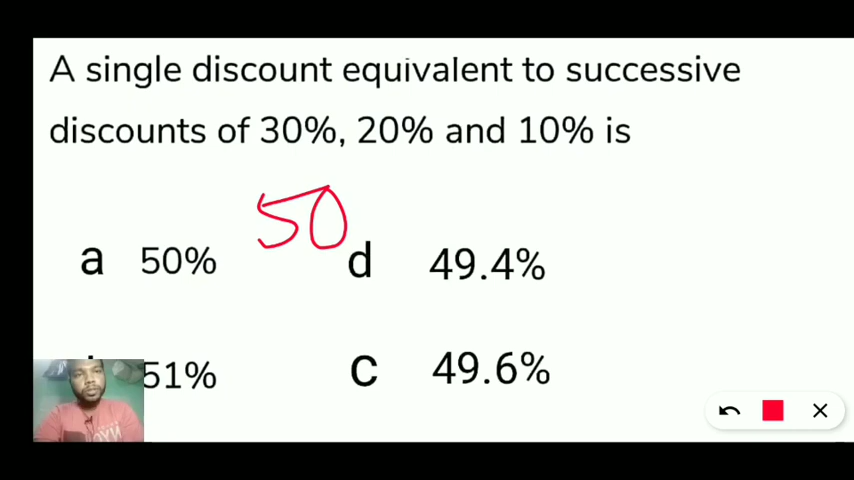 A single discount equivalent to successive
discounts of 30%, 20% and 10% is
50
a 50% d 49.4%
51% c 49.6%